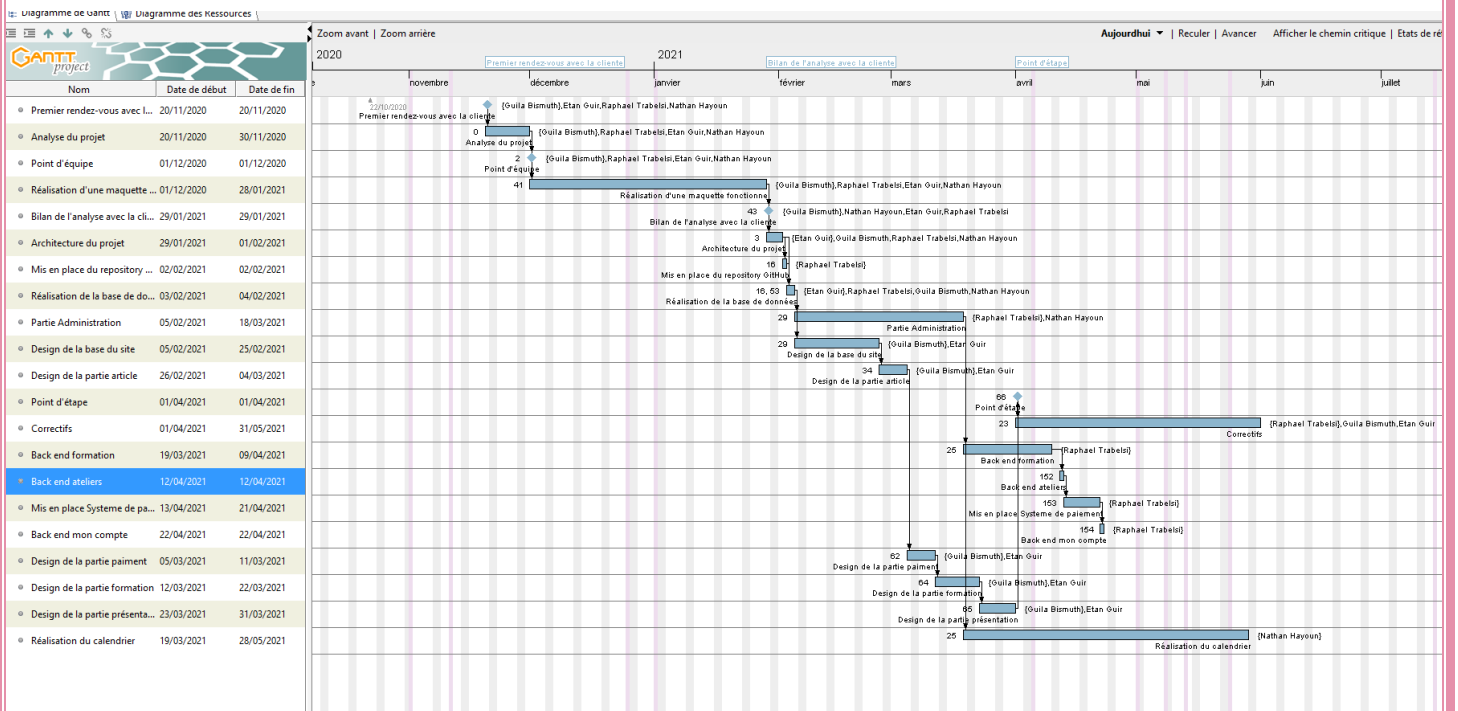 Diagramme de Gantt Diagramme des Ressources
Zoom avant | Zoom arrière Aujourd'hui | Reculer | Avancer Afficher le chemin critique | Etats de ré
GANTT project
2020 2021
Premier rendez-vous avec la cliente Bilan de l'analyse avec la cliente Point d'étape
Nom Date de début Date de fin
novembre décembre janvier février mars avril mai juin juillet
Premier rendez-vous avec l... 20/11/2020 20/11/2020
22/10/2020
{Guila Bismuth},Etan Guir,Raphael Trabelsi,Nathan Hayoun
Premier rendez-vous avec la cliente
Analyse du projet 20/11/2020 30/11/2020
0 {Guila Bismuth},Raphael Trabelsi,Etan Guir,Nathan Hayoun
Analyse du projet
Point d'équipe 01/12/2020 01/12/2020
2 {Guila Bismuth},Raphael Trabelsi,Etan Guir,Nathan Hayoun
Point d'équipe
Réalisation d'une maquette ... 01/12/2020 28/01/2021
41 {Guila Bismuth},Raphael Trabelsi,Etan Guir,Nathan Hayoun
Réalisation d'une maquette fonctionne
Bilan de l'analyse avec la cli... 29/01/2021 29/01/2021
43 {Guila Bismuth},Nathan Hayoun,Etan Guir,Raphael Trabelsi
Bilan de l'analyse avec la cliente
Architecture du projet 29/01/2021 01/02/2021
3 {Etan Guir},Guila Bismuth,Raphael Trabelsi,Nathan Hayoun
Architecture du projet
Mis en place du repository ... 02/02/2021 02/02/2021
16 {Raphael Trabelsi}
Mis en place du repository GitHub
Réalisation de la base de do... 03/02/2021 04/02/2021
16, 53 {Etan Guir},Raphael Trabelsi,Guila Bismuth,Nathan Hayoun
Réalisation de la base de données
Partie Administration 05/02/2021 18/03/2021
29 {Raphael Trabelsi},Nathan Hayoun
Partie Administration
Design de la base du site 05/02/2021 25/02/2021
29 {Guila Bismuth},Etan Guir
Design de la base du site
Design de la partie article 26/02/2021 04/03/2021
34 {Guila Bismuth},Etan Guir
Design de la partie article
Point d'étape 01/04/2021 01/04/2021
66
Point d'étape
Correctifs 01/04/2021 31/05/2021
23 {Raphael Trabelsi},Guila Bismuth,Etan Guir
Correctifs
Back end formation 19/03/2021 09/04/2021
25 {Raphael Trabelsi}
Back end formation
Back end ateliers 12/04/2021 12/04/2021
152
Back end ateliers
Mis en place Systeme de pa... 13/04/2021 21/04/2021
153 {Raphael Trabelsi}
Mis en place Systeme de paiement
Back end mon compte 22/04/2021 22/04/2021
154 {Raphael Trabelsi}
Back end mon compte
Design de la partie paiment 05/03/2021 11/03/2021
62 {Guila Bismuth},Etan Guir
Design de la partie paiment
Design de la partie formation 12/03/2021 22/03/2021
64 {Guila Bismuth},Etan Guir
Design de la partie formation
Design de la partie présenta... 23/03/2021 31/03/2021
65 {Guila Bismuth},Etan Guir
Design de la partie présentation
Réalisation du calendrier 19/03/2021 28/05/2021
25 {Nathan Hayoun}
Réalisation du calendrier